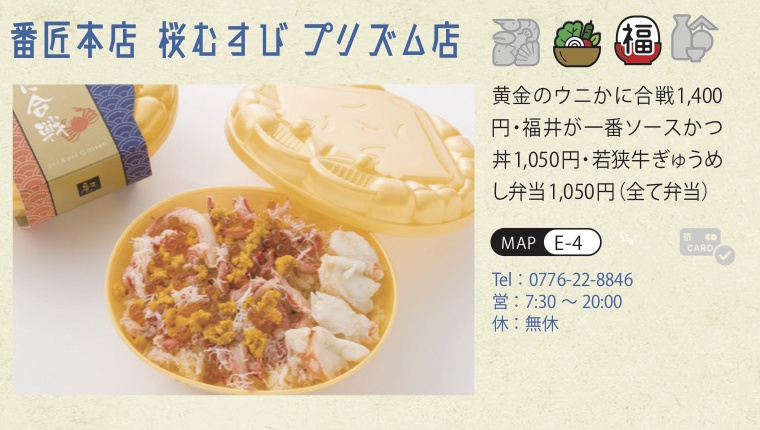 番匠本店 桜むすび プリズム店
福
黄金のウニかに合戦1,400
円・福井が一番ソースかつ
丼1,050円・若狭牛ぎゅうめ
し弁当1,050円（全て弁当）
MAP E-4
CARD
Tel：0776-22-8846
営：7:30 〜 20:00
休：無休
に合戦
Uni Kani Gassen